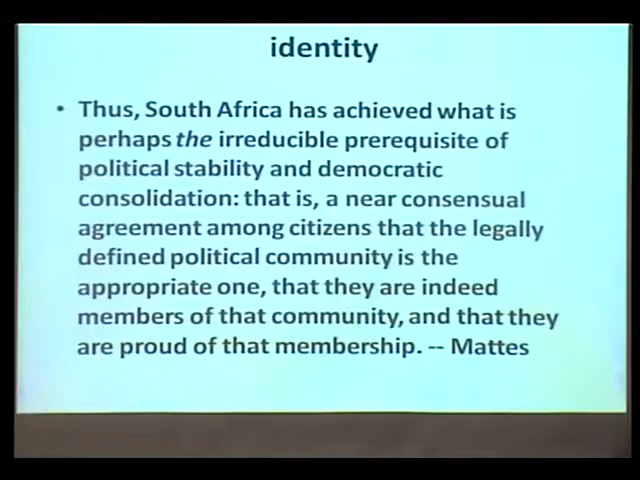 identity
• Thus, South Africa has achieved what is
perhaps the irreducible prerequisite of
political stability and democratic
consolidation: that is, a near consensual
agreement among citizens that the legally
defined political community is the
appropriate one, that they are indeed
members of that community, and that they
are proud of that membership. -- Mattes